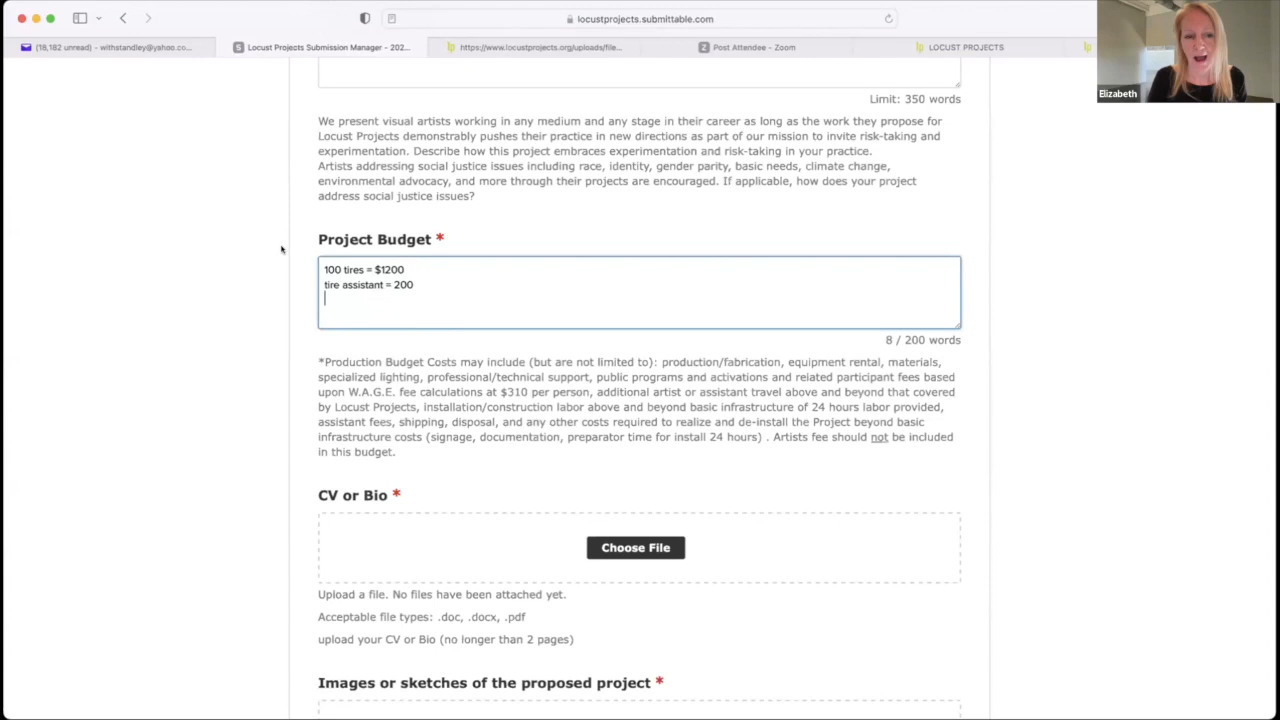 locustprojects.submittable.com
(18,182 unread) - withstandley@yahoo.co...
S Locust Projects Submission Manager - 202...
https://www.locustprojects.org/uploads/file...
Z Post Attendee - Zoom
LOCUST PROJECTS
Elizabeth
Limit: 350 words
We present visual artists working in any medium and any stage in their career as long as the work they propose for
Locust Projects demonstrably pushes their practice in new directions as part of our mission to invite risk-taking and
experimentation. Describe how this project embraces experimentation and risk-taking in your practice.
Artists addressing social justice issues including race, identity, gender parity, basic needs, climate change,
environmental advocacy, and more through their projects are encouraged. If applicable, how does your project
address social justice issues?
Project Budget *
100 tires = $1200
tire assistant = 200
8 / 200 words
*Production Budget Costs may include (but are not limited to): production/fabrication, equipment rental, materials,
specialized lighting, professional/technical support, public programs and activations and related participant fees based
upon W.A.G.E. fee calculations at $310 per person, additional artist or assistant travel above and beyond that covered
by Locust Projects, installation/construction labor above and beyond basic infrastructure of 24 hours labor provided,
assistant fees, shipping, disposal, and any other costs required to realize and de-install the Project beyond basic
infrastructure costs (signage, documentation, preparator time for install 24 hours) . Artists fee should not be included
in this budget.
CV or Bio *
Choose File
Upload a file. No files have been attached yet.
Acceptable file types: .doc, .docx, .pdf
upload your CV or Bio (no longer than 2 pages)
Images or sketches of the proposed project *